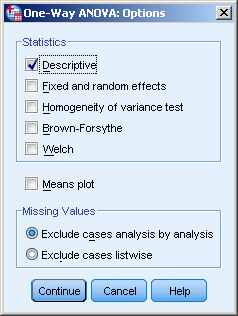 One-Way ANOVA: Options
Statistics
Descriptive
Fixed and random effects
Homogeneity of variance test
Brown-Forsythe
Welch
Means plot
Missing Values
Exclude cases analysis by analysis
Exclude cases listwise
Continue Cancel Help